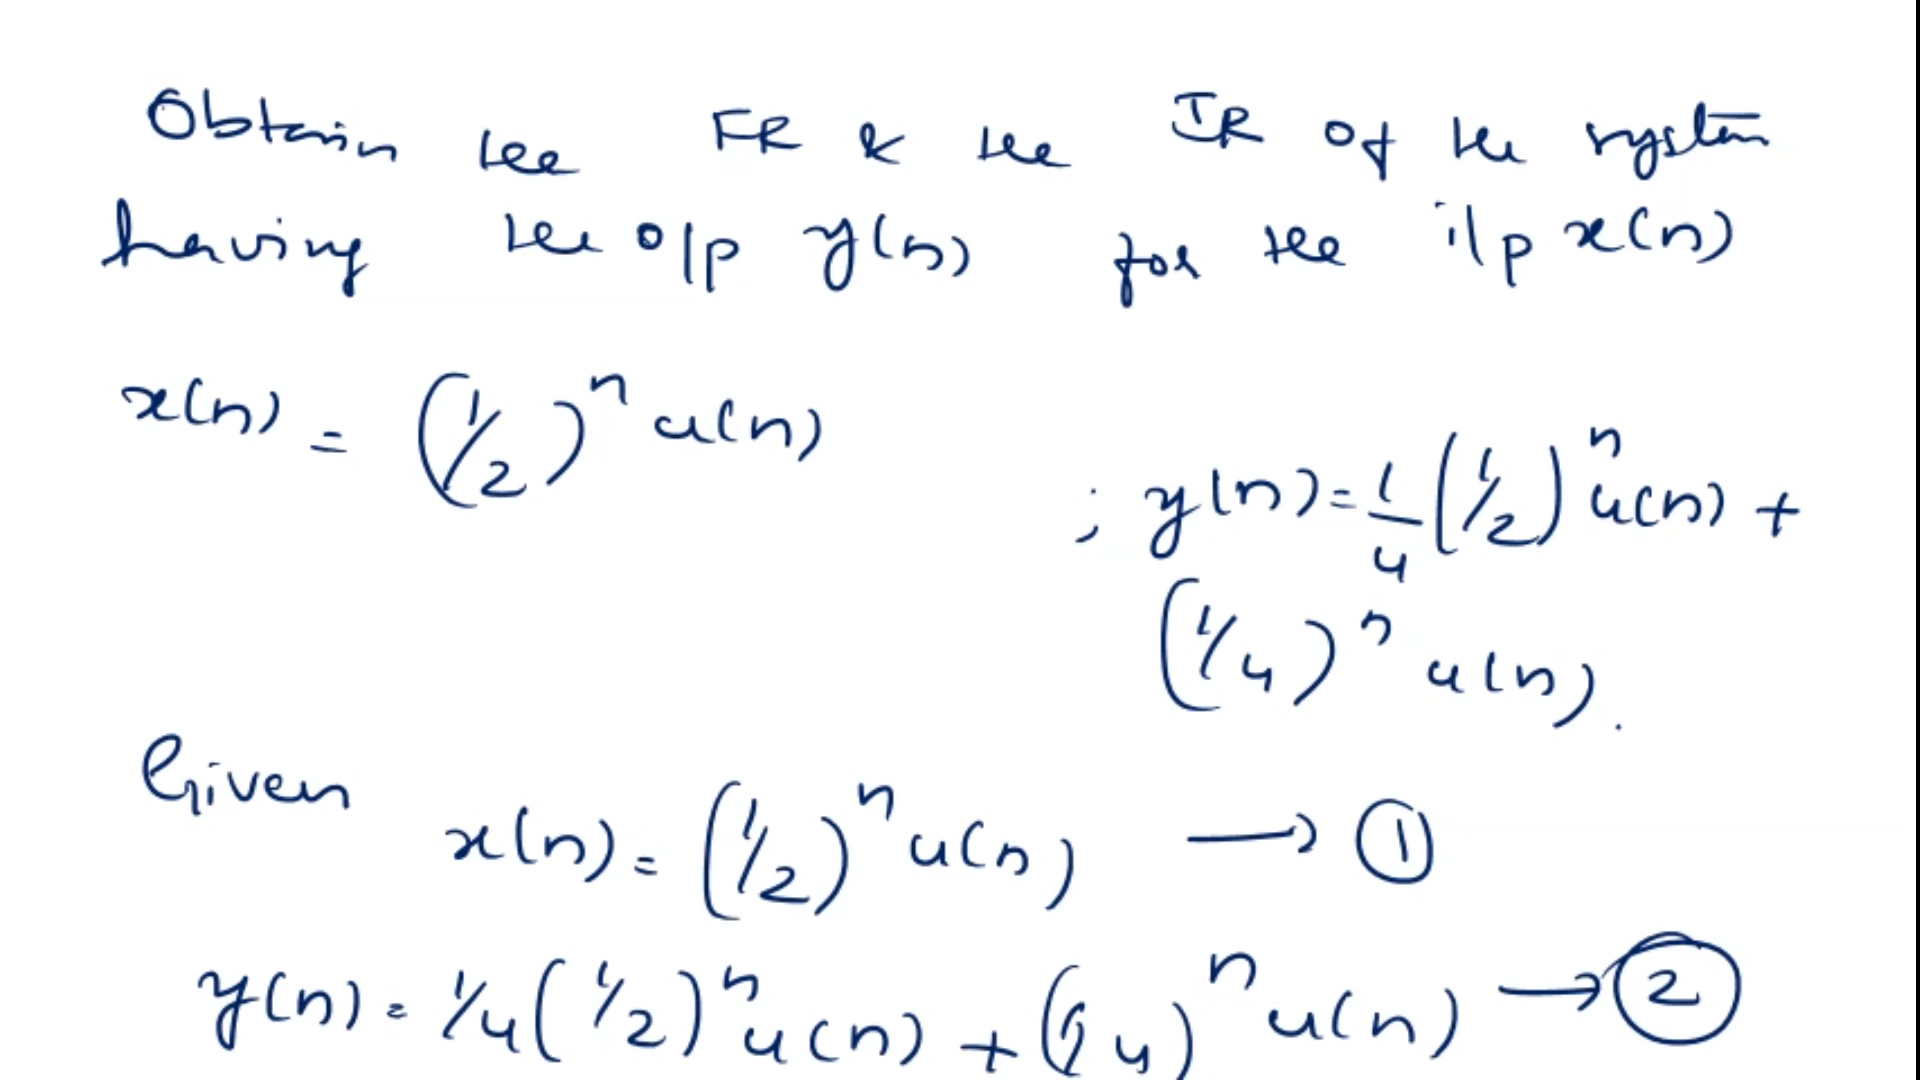 Obtain the FR & the IR of the system
having the o/p y(n) for the i/p x(n)
x(n) = (1/2)^n u(n)
; y(n) = 1/4 (1/2)^n u(n) +
(1/4)^n u(n).
Given
x(n) = (1/2)^n u(n) → ①
y(n) = 1/4 (1/2)^n u(n) + (1/4)^n u(n) → ②